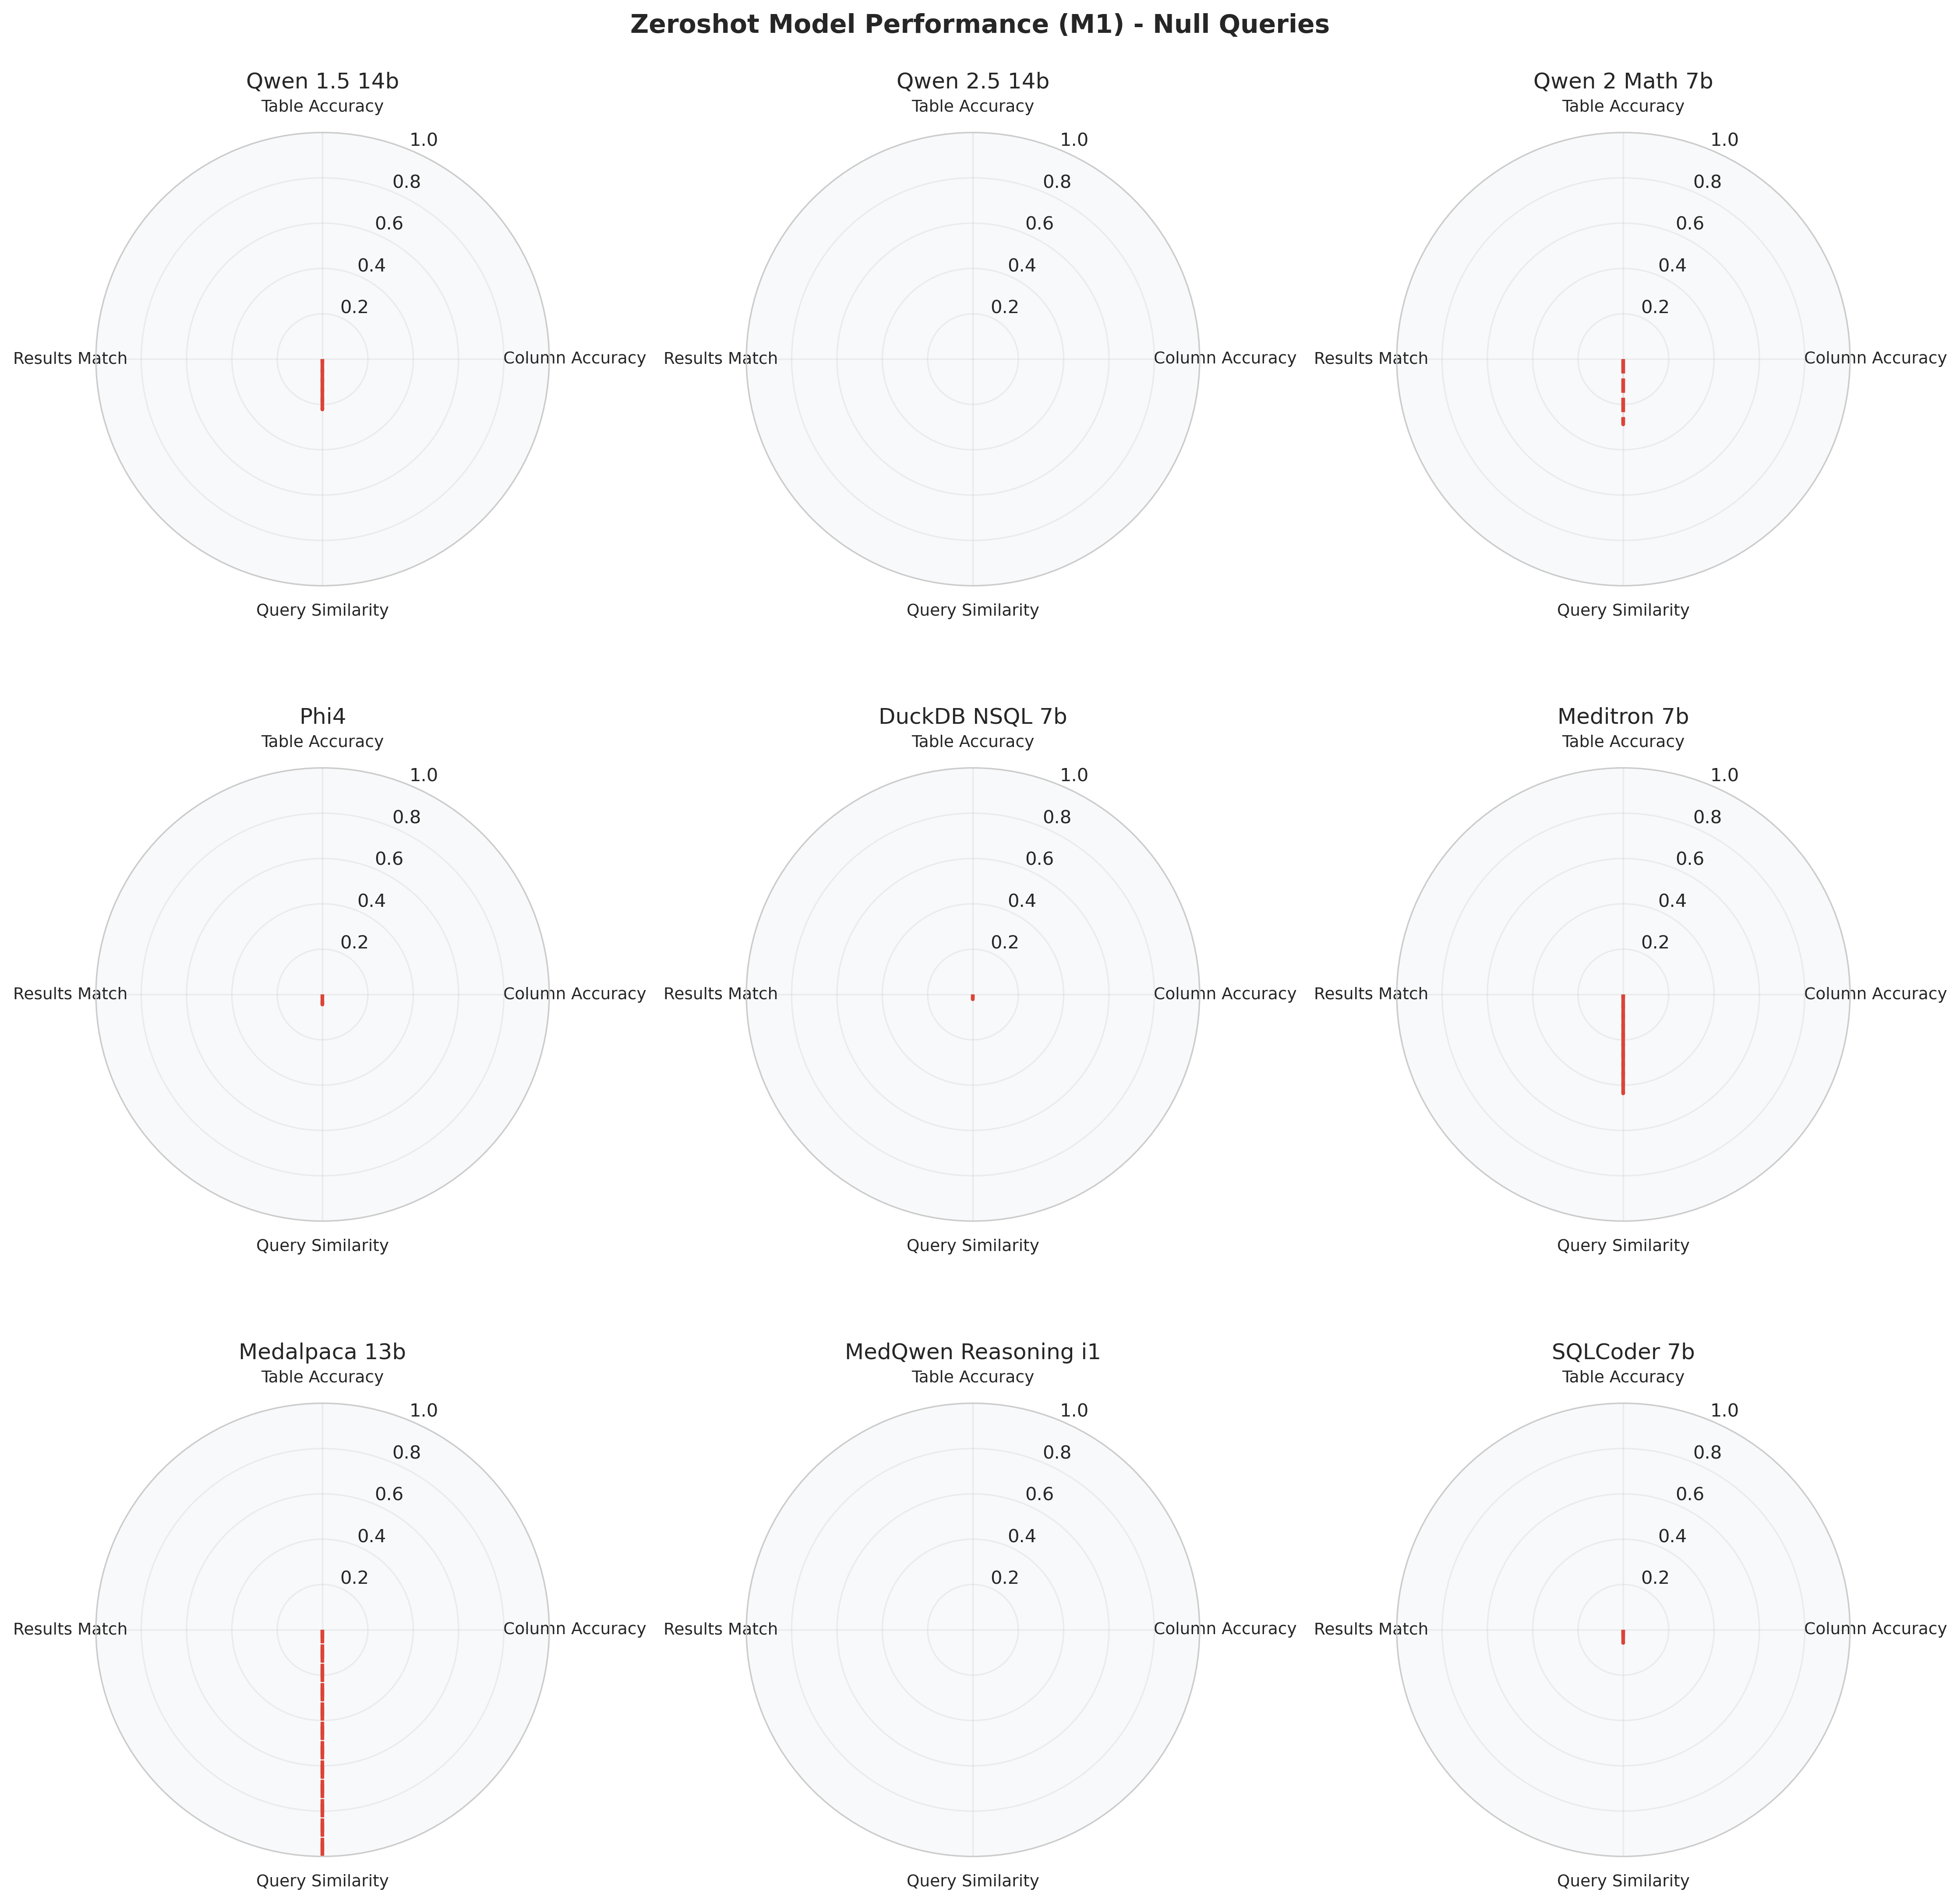 Zeroshot Model Performance (M1) - Null Queries
Qwen 1.5 14b
Table Accuracy
1.0
0.8
0.6
0.4
0.2
Results Match
Column Accuracy
Query Similarity
Qwen 2.5 14b
Table Accuracy
1.0
0.8
0.6
0.4
0.2
Results Match
Column Accuracy
Query Similarity
Qwen 2 Math 7b
Table Accuracy
1.0
0.8
0.6
0.4
0.2
Results Match
Column Accuracy
Query Similarity
Phi4
Table Accuracy
1.0
0.8
0.6
0.4
0.2
Results Match
Column Accuracy
Query Similarity
DuckDB NSQL 7b
Table Accuracy
1.0
0.8
0.6
0.4
0.2
Results Match
Column Accuracy
Query Similarity
Meditron 7b
Table Accuracy
1.0
0.8
0.6
0.4
0.2
Results Match
Column Accuracy
Query Similarity
Medalpaca 13b
Table Accuracy
1.0
0.8
0.6
0.4
0.2
Results Match
Column Accuracy
Query Similarity
MedQwen Reasoning i1
Table Accuracy
1.0
0.8
0.6
0.4
0.2
Results Match
Column Accuracy
Query Similarity
SQLCoder 7b
Table Accuracy
1.0
0.8
0.6
0.4
0.2
Results Match
Column Accuracy
Query Similarity